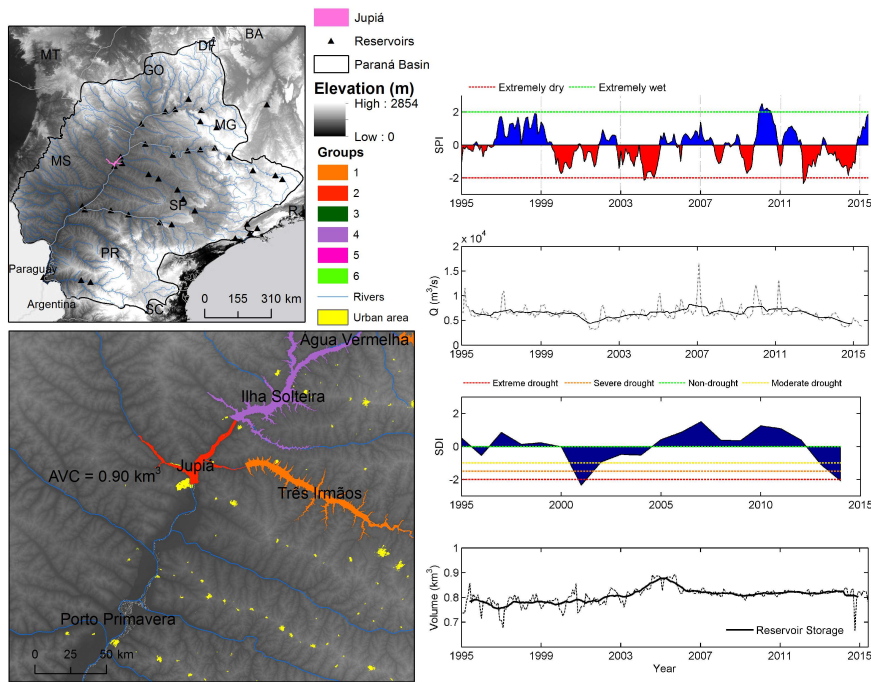 Jupiá
Reservoirs
Paraná Basin
Elevation (m)
High : 2854
Low : 0
Groups
1
2
3
4
5
6
Rivers
Urban area
MT
BA
DF
GO
MG
MS
SP
PR
Paraguay
Argentina
SC
0 155 310 km
Água Vermelha
Ilha Solteira
Jupiá
AVC = 0.90 km³
Três Irmãos
Porto Primavera
0 25 50 km
Extremely dry Extremely wet
SPI
2
0
-2
1995 1999 2003 2007 2011 2015
x 10⁴
Q (m³/s)
2
1.5
1
0.5
0
1995 1999 2003 2007 2011 2015
Extreme drought Severe drought Non-drought Moderate drought
SDI
2
0
-2
1995 2000 2005 2010 2015
Volume (km³)
1
0.9
0.8
0.7
0.6
Reservoir Storage
1995 1999 2003 2007 2011 2015
Year